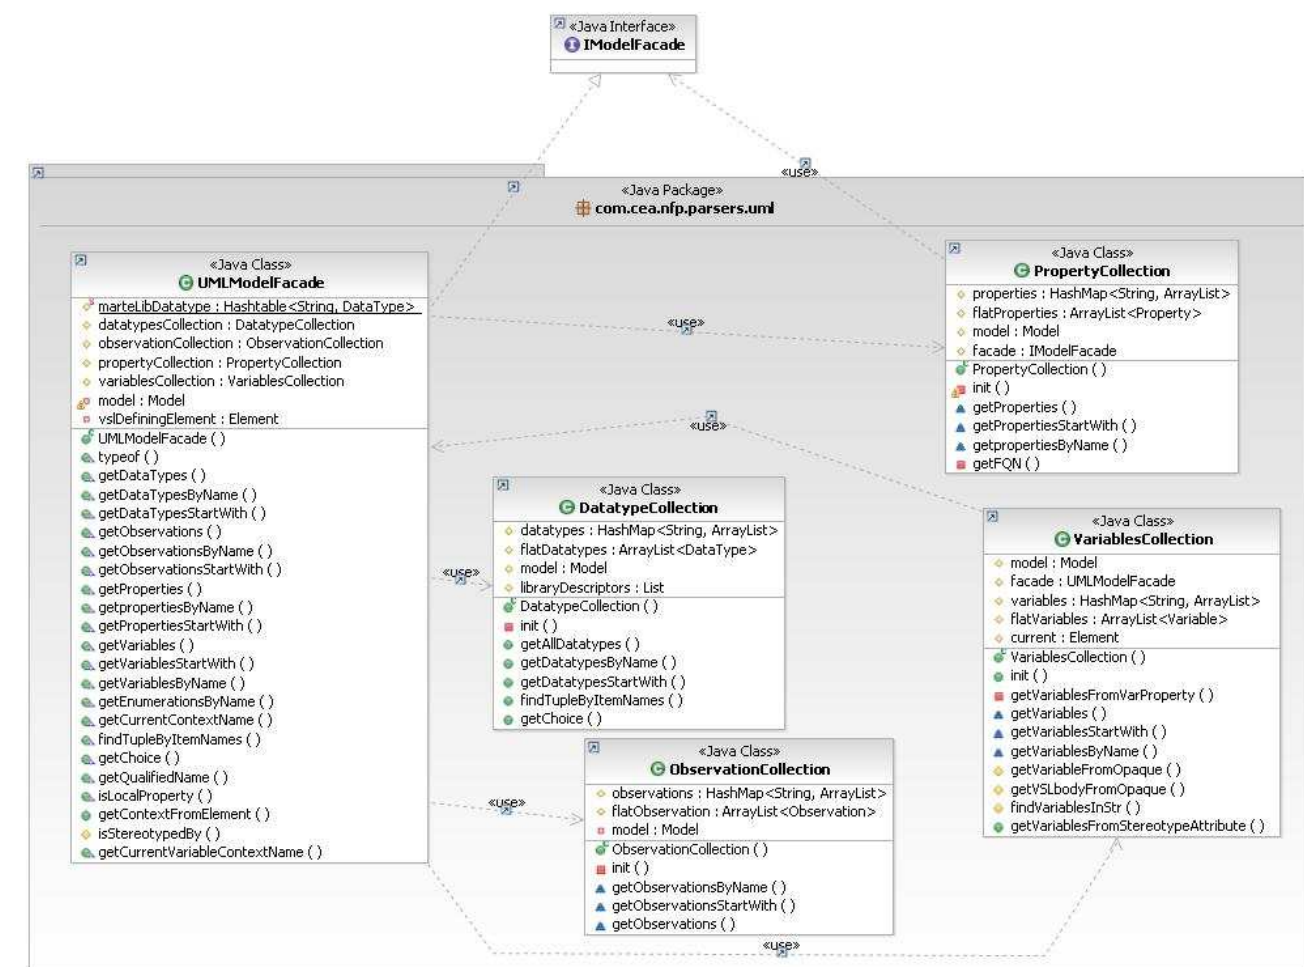 «Java Interface»
IModelFacade
«use»
«Java Package»
com.cea.nfp.parsers.uml
«Java Class»
UMLModelFacade
marteLibDatatype : Hashtable<String, DataType>
datatypesCollection : DatatypeCollection
observationCollection : ObservationCollection
propertyCollection : PropertyCollection
variablesCollection : VariablesCollection
model : Model
vslDefiningElement : Element
UMLModelFacade ( )
typeof ( )
getDataTypes ( )
getDataTypesByName ( )
getDataTypesStartWith ( )
getObservations ( )
getObservationsByName ( )
getObservationsStartWith ( )
getProperties ( )
getpropertiesByName ( )
getPropertiesStartWith ( )
getVariables ( )
getVariablesStartWith ( )
getVariablesByName ( )
getEnumerationsByName ( )
getCurrentContextName ( )
findTupleByItemNames ( )
getChoice ( )
getQualifiedName ( )
isLocalProperty ( )
getContextFromElement ( )
isStereotypedBy ( )
getCurrentVariableContextName ( )
«use»
«Java Class»
PropertyCollection
properties : HashMap<String, ArrayList>
flatProperties : ArrayList<Property>
model : Model
facade : IModelFacade
PropertyCollection ( )
init ( )
getProperties ( )
getPropertiesStartWith ( )
getpropertiesByName ( )
getFQN ( )
«use»
«use»
«Java Class»
DatatypeCollection
datatypes : HashMap<String, ArrayList>
flatDatatypes : ArrayList<DataType>
model : Model
libraryDescriptors : List
DatatypeCollection ( )
init ( )
getAllDatatypes ( )
getDatatypesByName ( )
getDatatypesStartWith ( )
findTupleByItemNames ( )
getChoice ( )
«Java Class»
VariablesCollection
model : Model
facade : UMLModelFacade
variables : HashMap<String, ArrayList>
flatVariables : ArrayList<Variable>
current : Element
VariablesCollection ( )
init ( )
getVariablesFromVarProperty ( )
getVariables ( )
getVariablesStartWith ( )
getVariablesByName ( )
getVariableFromOpaque ( )
getVSLbodyFromOpaque ( )
findVariablesInStr ( )
getVariablesFromStereotypeAttribute ( )
«use»
«Java Class»
ObservationCollection
observations : HashMap<String, ArrayList>
flatObservation : ArrayList<Observation>
model : Model
ObservationCollection ( )
init ( )
getObservationsByName ( )
getObservationsStartWith ( )
getObservations ( )
«use»